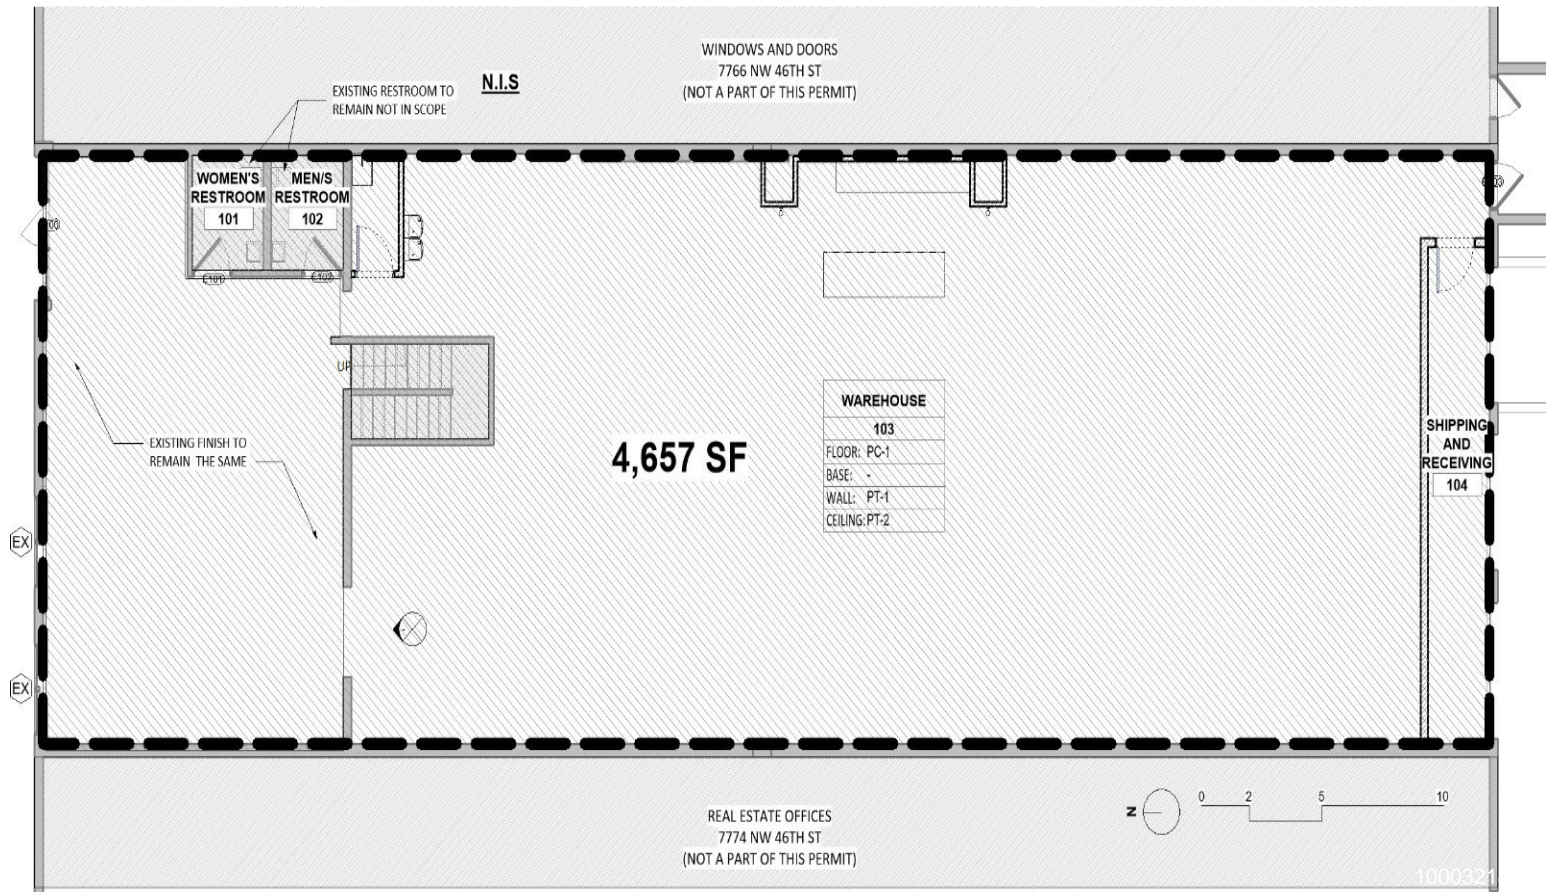 WINDOWS AND DOORS
7766 NW 46TH ST
(NOT A PART OF THIS PERMIT)
N.I.S
EXISTING RESTROOM TO
REMAIN NOT IN SCOPE
WOMEN'S
RESTROOM
101
MEN/S
RESTROOM
102
UP
EXISTING FINISH TO
REMAIN THE SAME
4,657 SF
WAREHOUSE
103
FLOOR: PC-1
BASE: -
WALL: PT-1
CEILING: PT-2
SHIPPING
AND
RECEIVING
104
EX
EX
REAL ESTATE OFFICES
7774 NW 46TH ST
(NOT A PART OF THIS PERMIT)
N
0 2 5 10